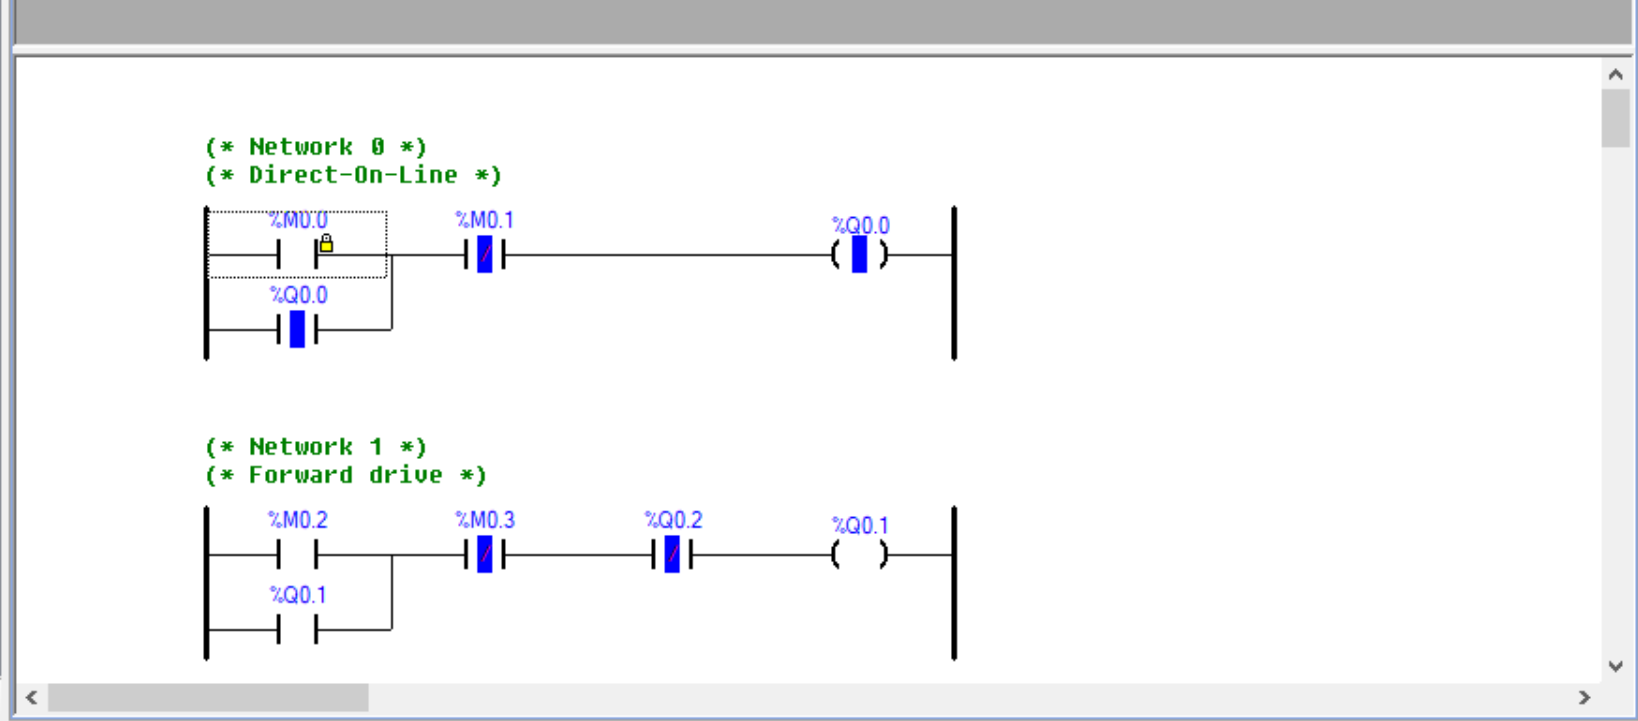 (* Network 0 *)
(* Direct-On-Line *)
%M0.0 %M0.1 %Q0.0
%Q0.0
(* Network 1 *)
(* Forward drive *)
%M0.2 %M0.3 %Q0.2 %Q0.1
%Q0.1